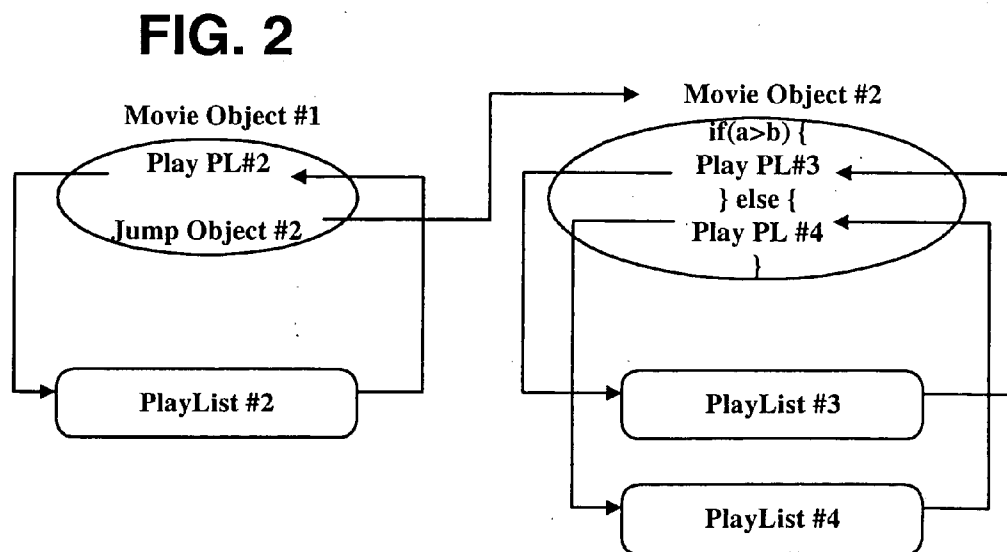 FIG. 2
Movie Object #1
Play PL#2
Jump Object #2
PlayList #2
Movie Object #2
if(a>b) {
Play PL#3
} else {
Play PL #4
}
PlayList #3
PlayList #4